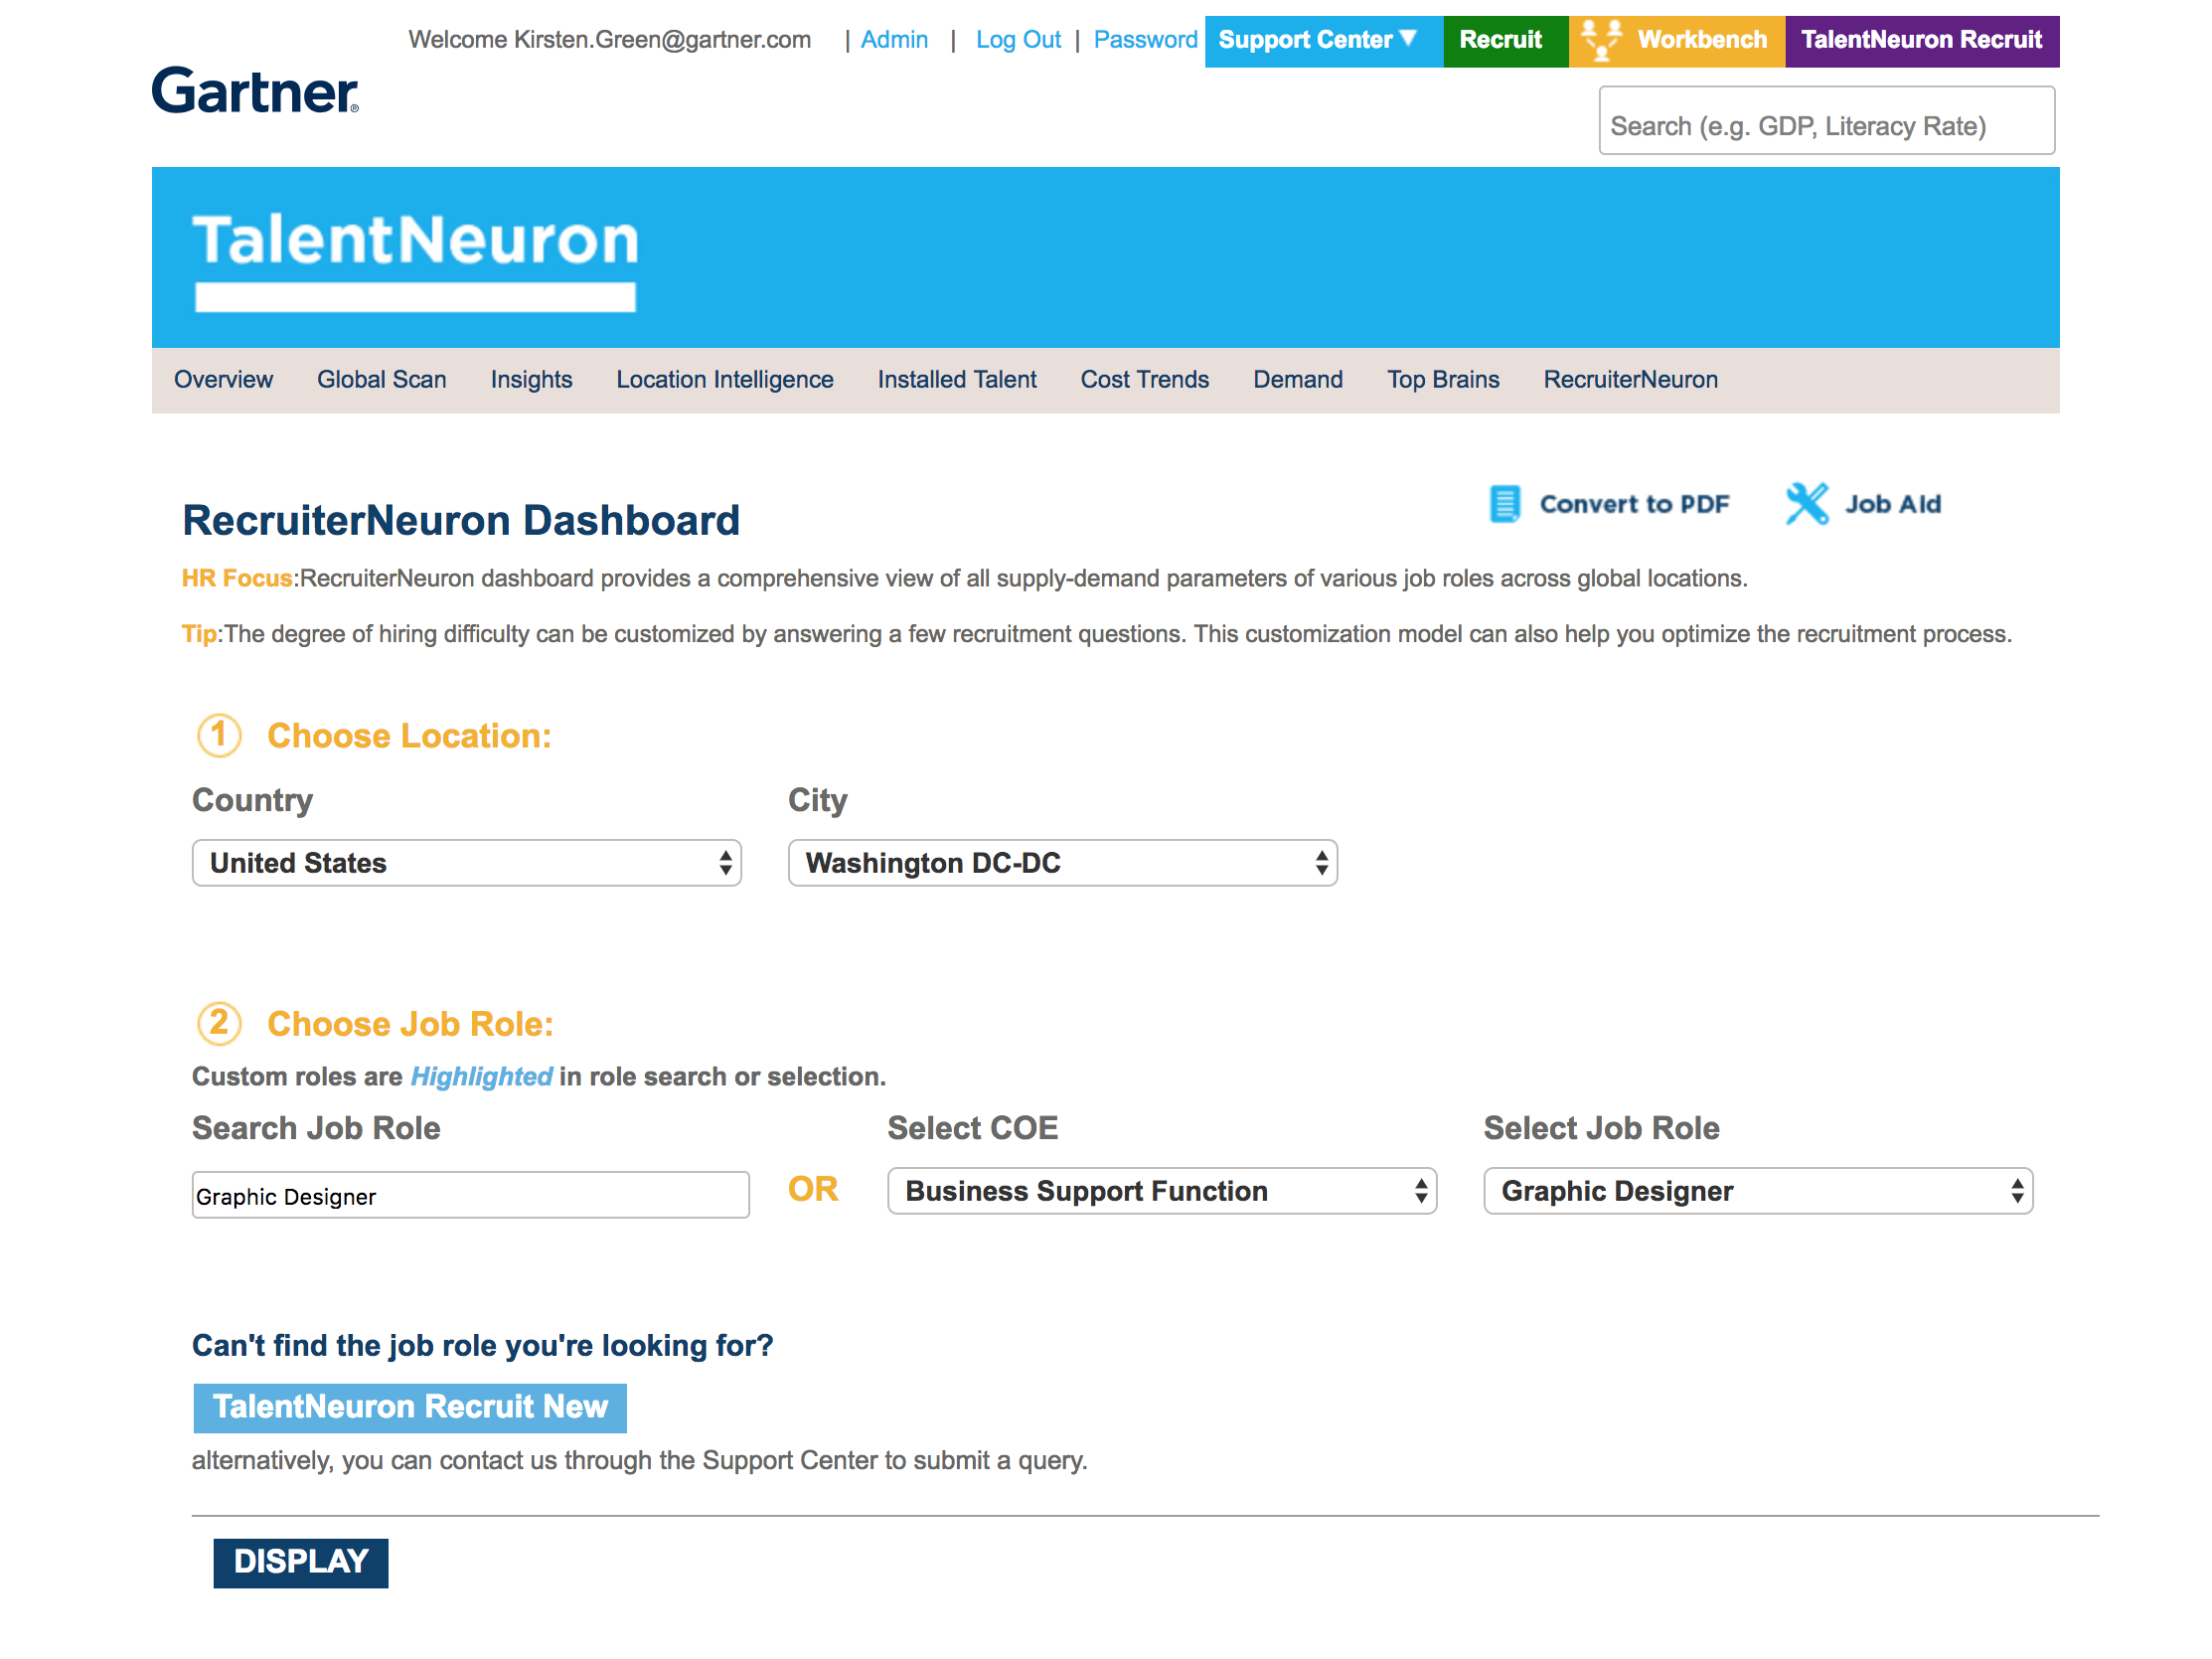 Welcome Kirsten.Green@gartner.com | Admin | Log Out | Password Support Center Recruit Workbench TalentNeuron Recruit
Gartner®
Search (e.g. GDP, Literacy Rate)
TalentNeuron
Overview Global Scan Insights Location Intelligence Installed Talent Cost Trends Demand Top Brains RecruiterNeuron
Convert to PDF Job Aid
RecruiterNeuron Dashboard
HR Focus:RecruiterNeuron dashboard provides a comprehensive view of all supply-demand parameters of various job roles across global locations.
Tip:The degree of hiring difficulty can be customized by answering a few recruitment questions. This customization model can also help you optimize the recruitment process.
1 Choose Location:
Country City
United States Washington DC-DC
2 Choose Job Role:
Custom roles are Highlighted in role search or selection.
Search Job Role Select COE Select Job Role
Graphic Designer OR Business Support Function Graphic Designer
Can't find the job role you're looking for?
TalentNeuron Recruit New
alternatively, you can contact us through the Support Center to submit a query.
DISPLAY